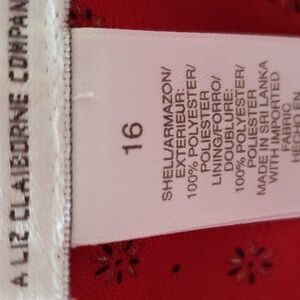 A LIZ CLAIBORNE COMPAN
16
SHELL/ARMAZON/
EXTERIEUR:
100% POLYESTER/
POLIESTER
LINING/FORRO/
DOUBLURE:
100% POLYESTER/
POLIESTER
MADE IN SRI LANKA
WITH IMPORTED
FABRIC
HECHO EN